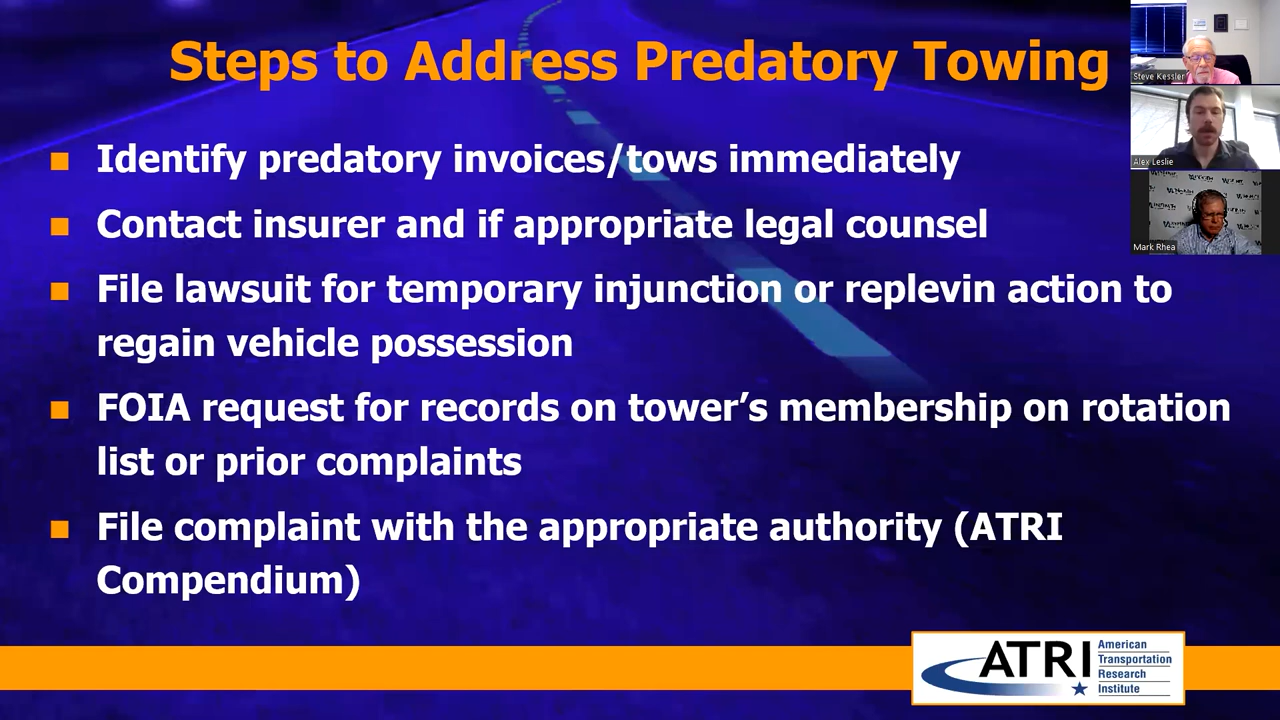 Steps to Address Predatory Towing
Identify predatory invoices/tows immediately
Contact insurer and if appropriate legal counsel
File lawsuit for temporary injunction or replevin action to
regain vehicle possession
FOIA request for records on tower’s membership on rotation
list or prior complaints
File complaint with the appropriate authority (ATRI
Compendium)
Steve Kessler
Alex Leslie
Mark Rhea
ATRI
American
Transportation
Research
Institute